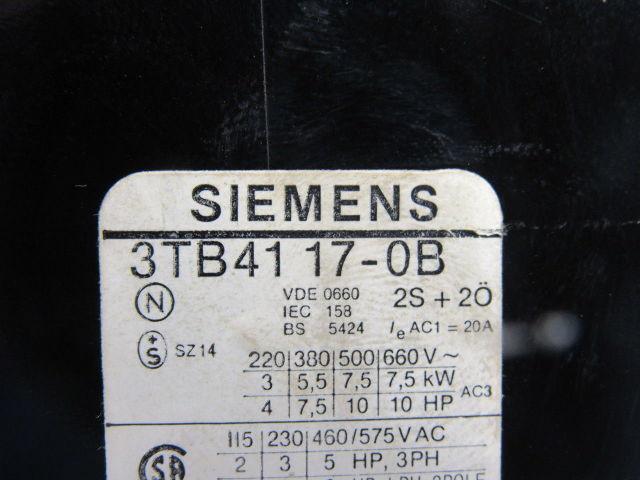 SIEMENS
3TB41 17-0B
N VDE 0660 2S + 2Ö
IEC 158
BS 5424 Ie AC1 = 20A
+S SZ14
220 380 500 660 V ~
3 5,5 7,5 7,5 kW AC3
4 7,5 10 10 HP
115 230 460/575 V AC
2 3 5 HP, 3PH
SA